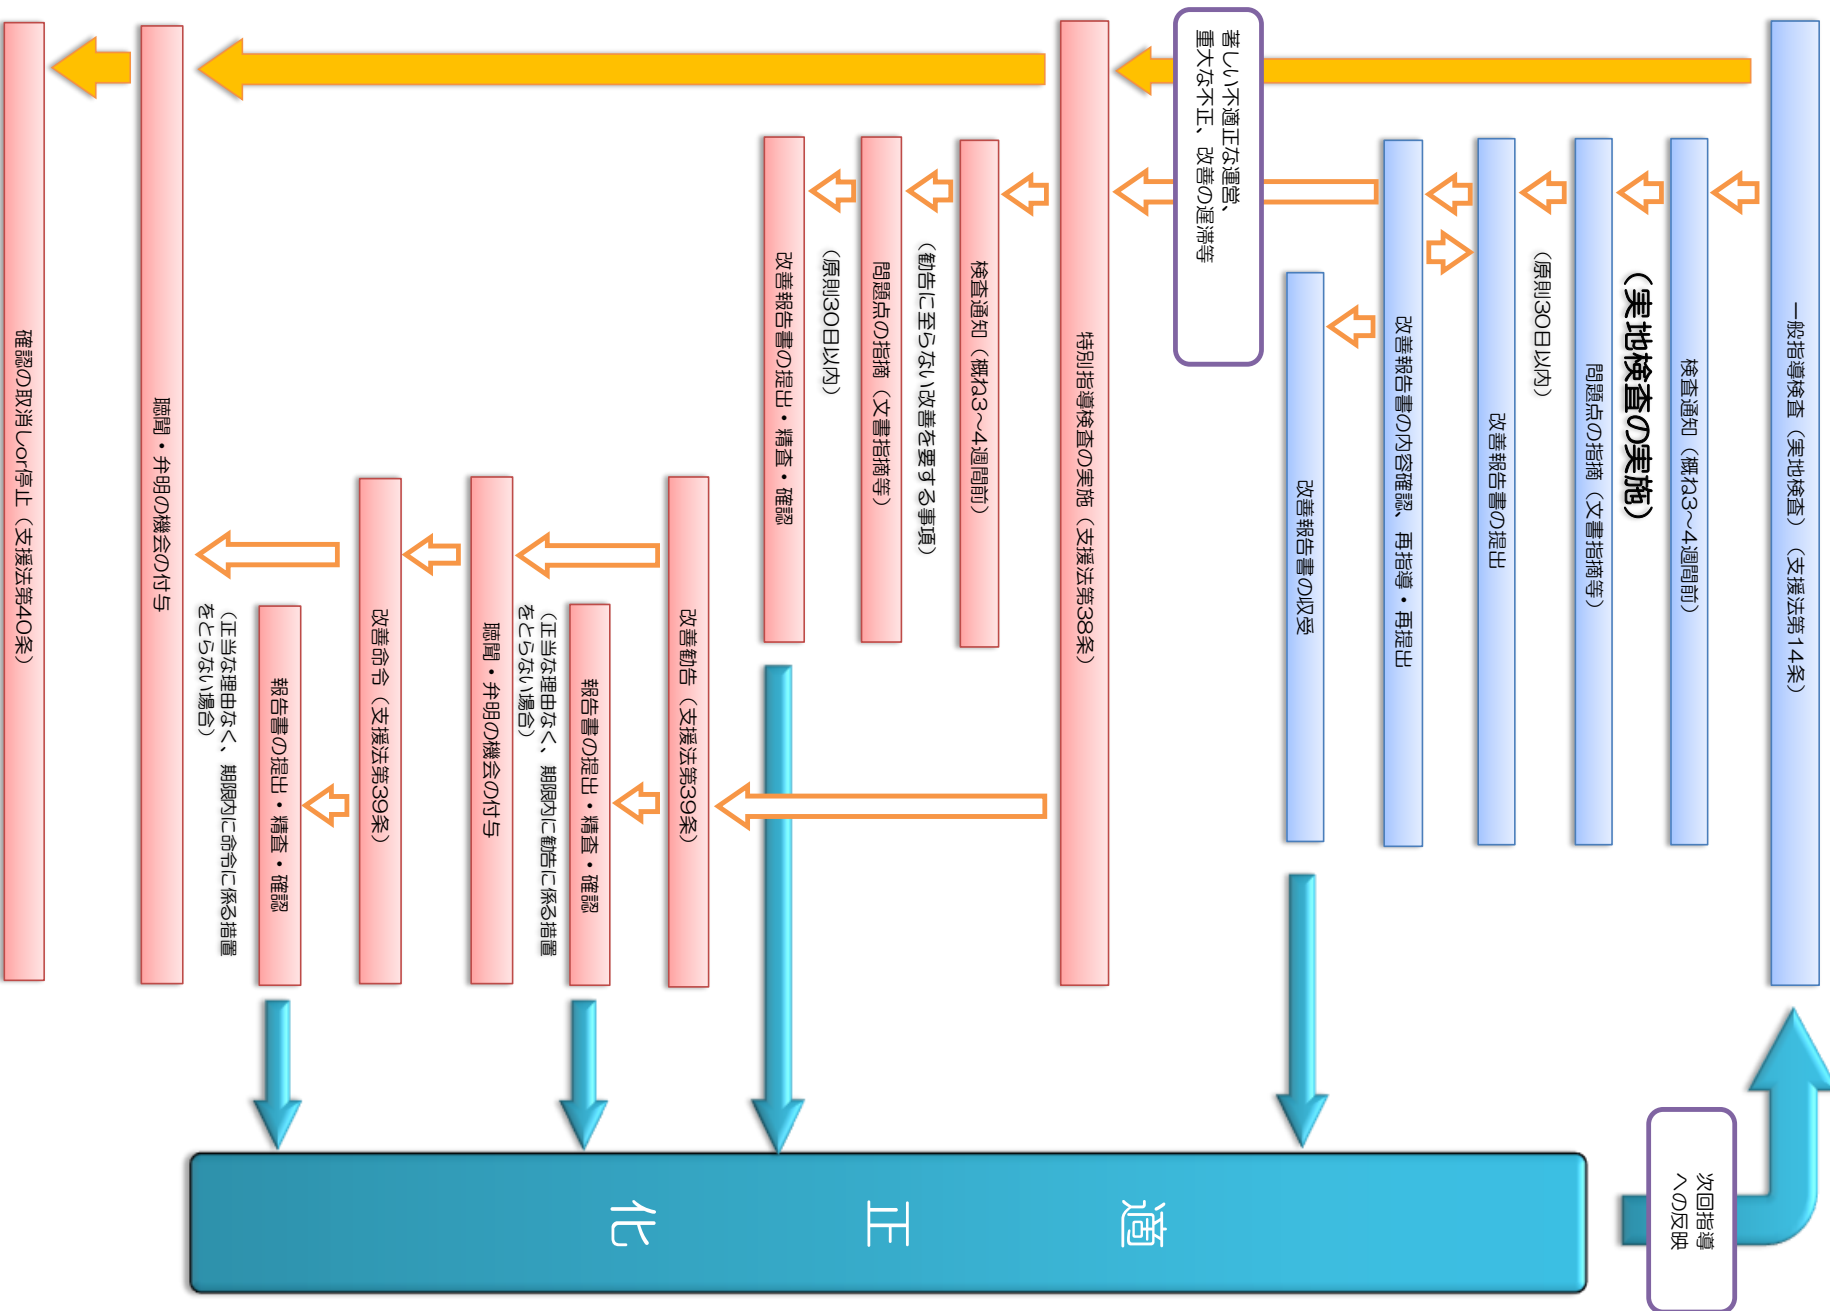 一般指導検査（実地検査）（支援法第14条）
検査通知（概ね3～4週間前）
（実地検査の実施）
問題点の指摘（文書指摘等）
（原則30日以内）
改善報告書の提出
改善報告書の内容確認、再指導・再提出
改善報告書の収受
著しい不適正な運営、
重大な不正、改善の遅滞等
特別指導検査の実施（支援法第38条）
検査通知（概ね3～4週間前）
（勧告に至らない改善を要する事項）
問題点の指摘（文書指摘等）
（原則30日以内）
改善報告書の提出・精査・確認
改善勧告（支援法第39条）
報告書の提出・精査・確認
（正当な理由なく、期限内に勧告に係る措置
をとらない場合）
聴聞・弁明の機会の付与
改善命令（支援法第39条）
報告書の提出・精査・確認
（正当な理由なく、期限内に命令に係る措置
をとらない場合）
聴聞・弁明の機会の付与
確認の取消しor停止（支援法第40条）
適正化
次回指導
への反映